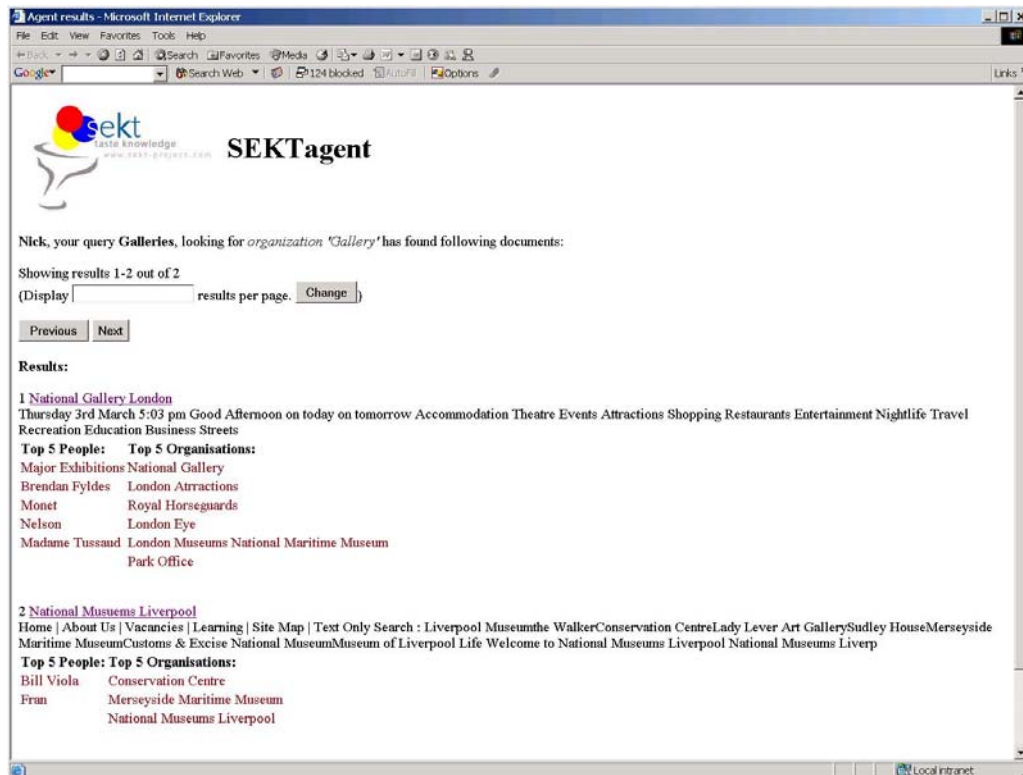 Agent results - Microsoft Internet Explorer
File Edit View Favorites Tools Help
Back Search Favorites Media
Google Search Web 124 blocked AutoFill Options Links
sekt
taste knowledge
www.sekt-project.com
SEKTagent
Nick, your query Galleries, looking for organization 'Gallery' has found following documents:
Showing results 1-2 out of 2
(Display results per page. Change )
Previous Next
Results:
1 National Gallery London
Thursday 3rd March 5:03 pm Good Afternoon on today on tomorrow Accommodation Theatre Events Attractions Shopping Restaurants Entertainment Nightlife Travel
Recreation Education Business Streets
Top 5 People: Top 5 Organisations:
Major Exhibitions National Gallery
Brendan Fyldes London Atrractions
Monet Royal Horseguards
Nelson London Eye
Madame Tussaud London Museums National Maritime Museum
Park Office
2 National Musuems Liverpool
Home | About Us | Vacancies | Learning | Site Map | Text Only Search : Liverpool Museumthe WalkerConservation CentreLady Lever Art GallerySudley HouseMerseyside
Maritime MuseumCustoms & Excise National MuseumMuseum of Liverpool Life Welcome to National Museums Liverpool National Museums Liverp
Top 5 People: Top 5 Organisations:
Bill Viola Conservation Centre
Fran Merseyside Maritime Museum
National Museums Liverpool
Local intranet